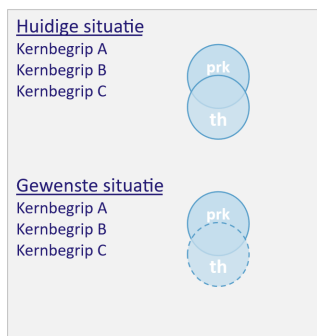 Huidige situatie
Kernbegrip A
Kernbegrip B
Kernbegrip C
prk
th
Gewenste situatie
Kernbegrip A
Kernbegrip B
Kernbegrip C
prk
th